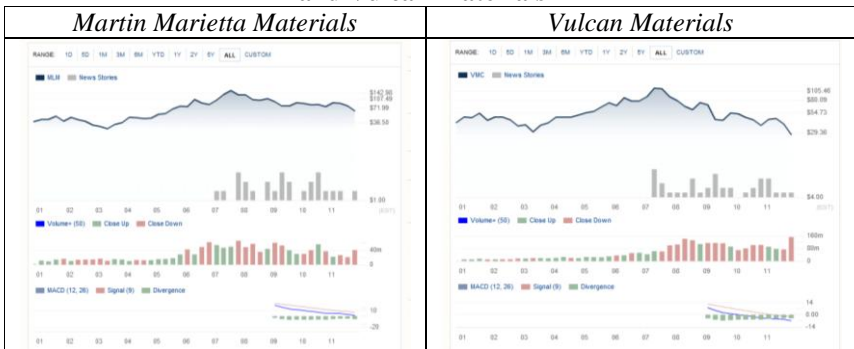 Martin Marietta Materials
RANGE: 1D 5D 1M 3M 6M YTD 1Y 2Y 5Y ALL CUSTOM
MLM News Stories
$142.98
$107.49
$71.99
$36.50
$1.00
01 02 03 04 05 06 07 08 09 10 11
Volume+ (50) Close Up Close Down
40m
0
01 02 03 04 05 06 07 08 09 10 11
MACD (12, 26) Signal (9) Divergence
10
-20
01 02 03 04 05 06 07 08 09 10 11
Vulcan Materials
RANGE: 1D 5D 1M 3M 6M YTD 1Y 2Y 5Y ALL CUSTOM
VMC News Stories
$105.46
$54.73
$29.36
$4.00
01 02 03 04 05 06 07 08 09 10 11
Volume+ (50) Close Up Close Down
160m
80m
0
01 02 03 04 05 06 07 08 09 10 11
MACD (12, 26) Signal (9) Divergence
14
0.00
-14
01 02 03 04 05 06 07 08 09 10 11